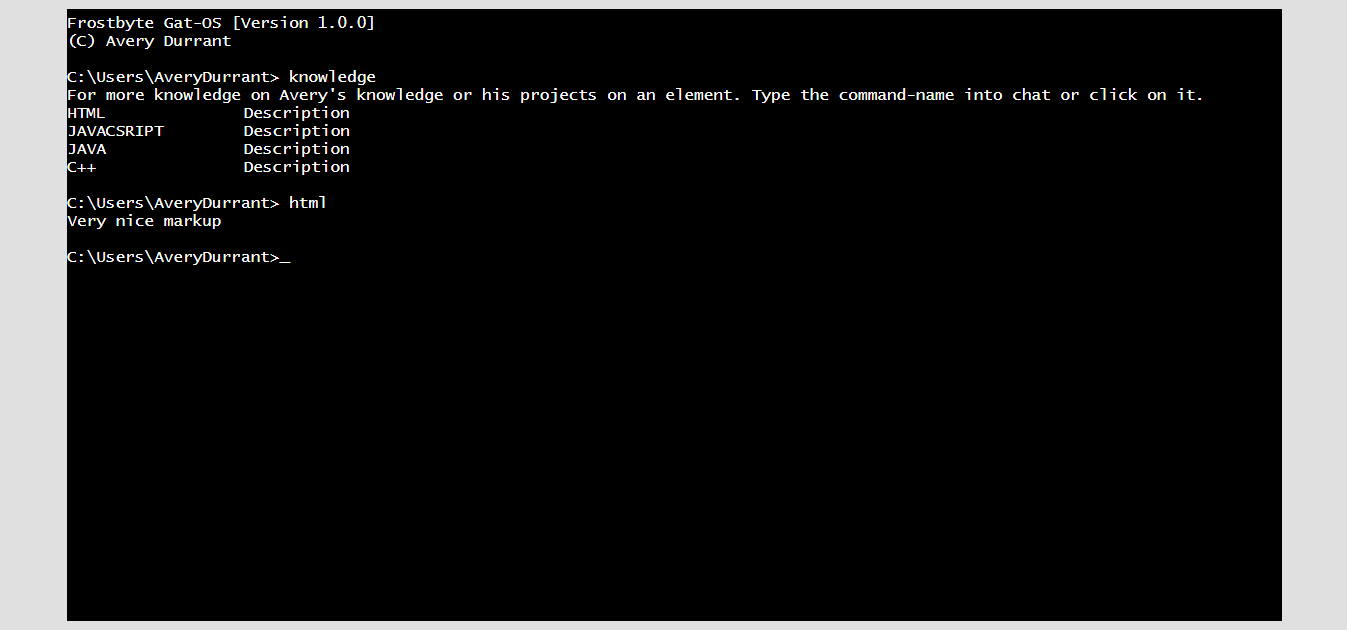 Frostbyte Gat-OS [Version 1.0.0]
(C) Avery Durrant
C:\Users\AveryDurrant> knowledge
For more knowledge on Avery's knowledge or his projects on an element. Type the command-name into chat or click on it.
HTML Description
JAVACSRIPT Description
JAVA Description
C++ Description
C:\Users\AveryDurrant> html
Very nice markup
C:\Users\AveryDurrant>_